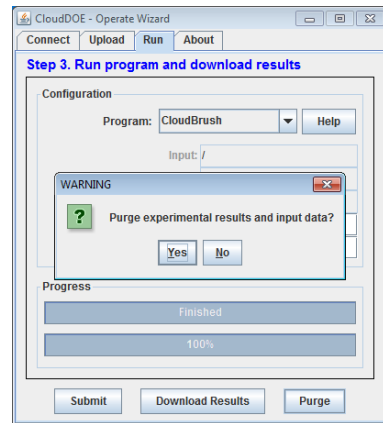 CloudDOE - Operate Wizard
Connect Upload Run About
Step 3. Run program and download results
Configuration
Program: CloudBrush Help
Input: /
WARNING
Purge experimental results and input data?
Yes No
Progress
Finished
100%
Submit Download Results Purge